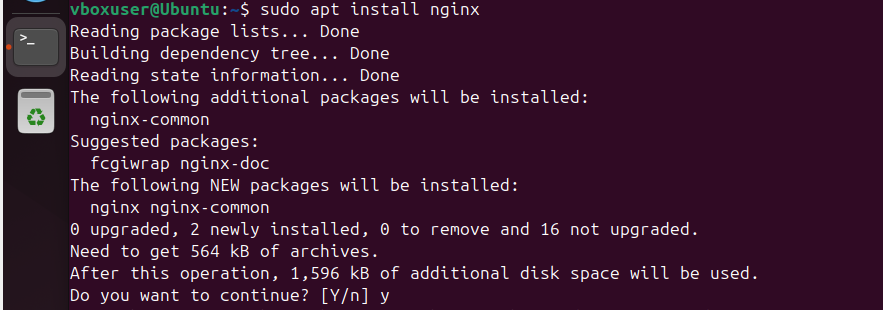 vboxuser@Ubuntu:~$ sudo apt install nginx
Reading package lists... Done
Building dependency tree... Done
Reading state information... Done
The following additional packages will be installed:
  nginx-common
Suggested packages:
  fcgiwrap nginx-doc
The following NEW packages will be installed:
  nginx nginx-common
0 upgraded, 2 newly installed, 0 to remove and 16 not upgraded.
Need to get 564 kB of archives.
After this operation, 1,596 kB of additional disk space will be used.
Do you want to continue? [Y/n] y